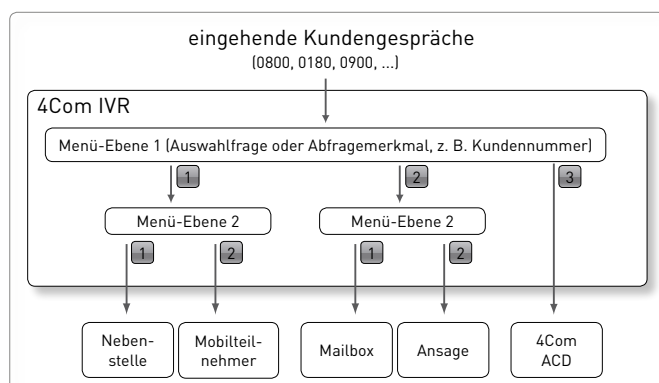 eingehende Kundengespräche
(0800, 0180, 0900, ...)
4Com IVR
Menü-Ebene 1 (Auswahlfrage oder Abfragemerkmal, z. B. Kundennummer)
1
2
3
Menü-Ebene 2
Menü-Ebene 2
1
2
1
2
Neben-
stelle
Mobilteil-
nehmer
Mailbox
Ansage
4Com
ACD